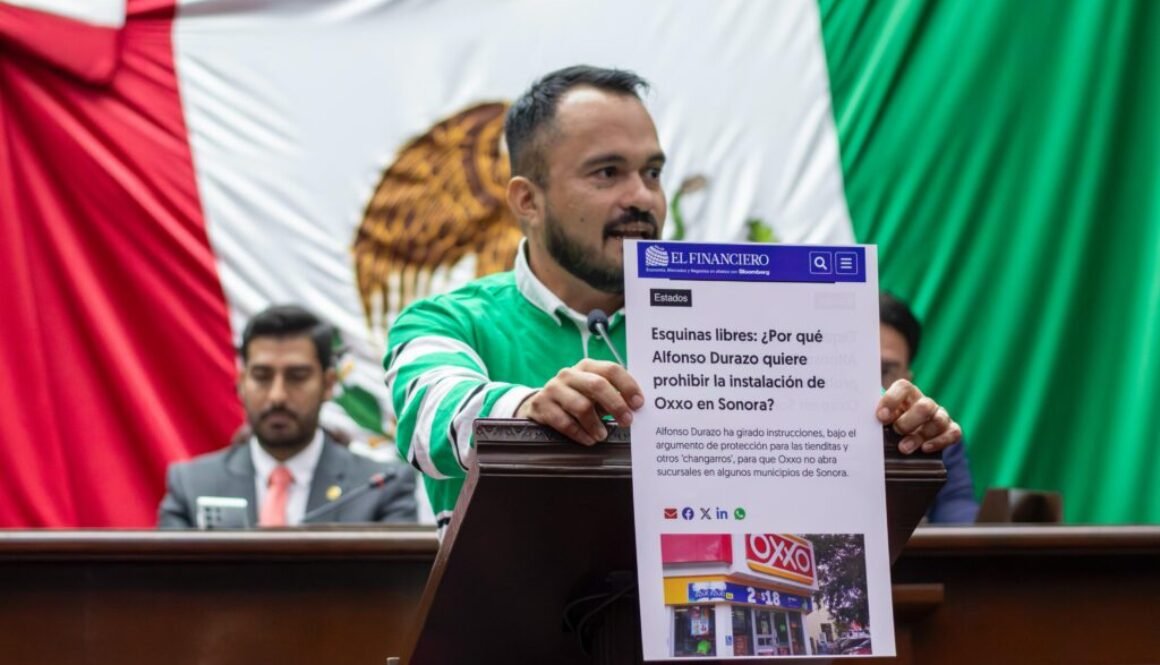 EL FINANCIERO
Economía, Mercados y Negocios en alianza con Bloomberg
Estados
Esquinas libres: ¿Por qué
Alfonso Durazo quiere
prohibir la instalación de
Oxxo en Sonora?
Alfonso Durazo ha girado instrucciones, bajo el
argumento de protección para las tienditas y
otros 'changarros', para que Oxxo no abra
sucursales en algunos municipios de Sonora.
OXXO
2 $18